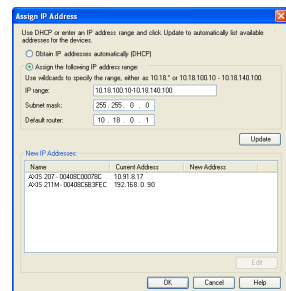 Assign IP Address
Use DHCP or enter an IP address range and click Update to automatically list available
addresses for the devices.
Obtain IP addresses automatically (DHCP)
Assign the following IP address range:
Use wildcards to specify the range, either as 10.18.* or 10.18.100.10 - 10.18.140.100.
IP range: 10.18.100.10-10.18.140.100
Subnet mask: 255 . 255 . 0 . 0
Default router: 10 . 18 . 0 . 1
Update
New IP Addresses:
Name Current Address New Address
AXIS 207 - 00408C00078C 10.91.8.17
AXIS 211M - 00408C6B3FEC 192.168.0.90
Edit
OK Cancel Help